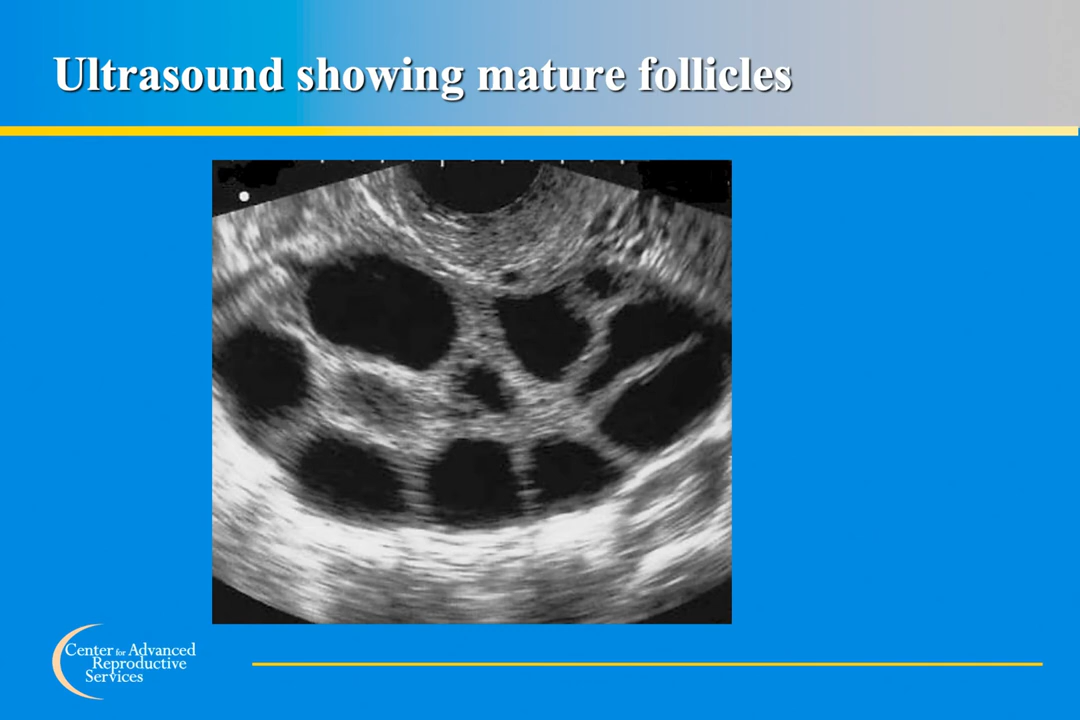 Ultrasound showing mature follicles
Center for Advanced
Reproductive
Services